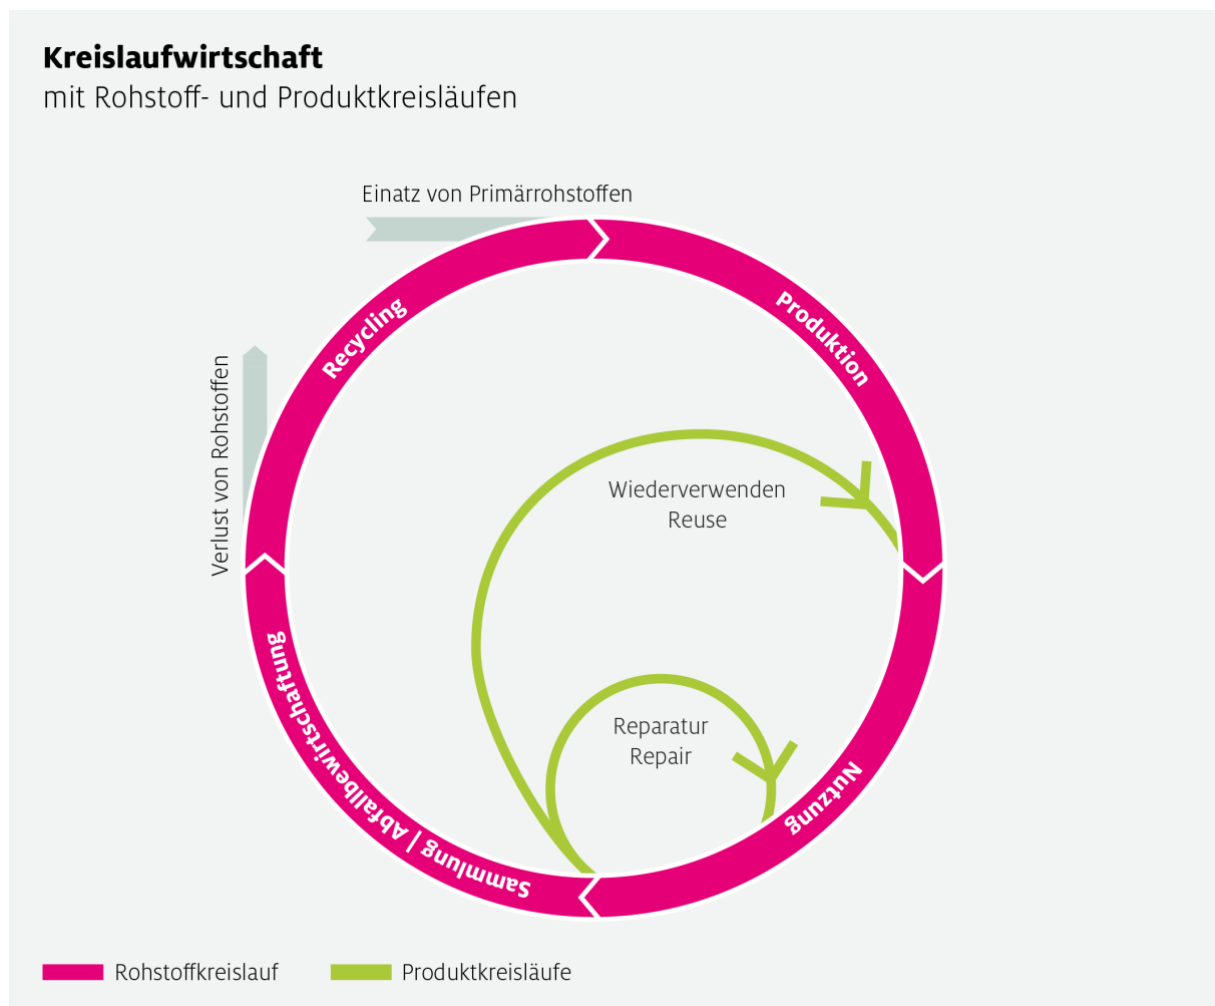 Kreislaufwirtschaft
mit Rohstoff- und Produktkreisläufen
Einatz von Primärrohstoffen
Recycling
Produktion
Verlust von Rohstoffen
Wiederverwenden
Reuse
Reparatur
Repair
Nutzung
Sammlung | Abfallbewirtschaftung
Rohstoffkreislauf
Produktkreisläufe